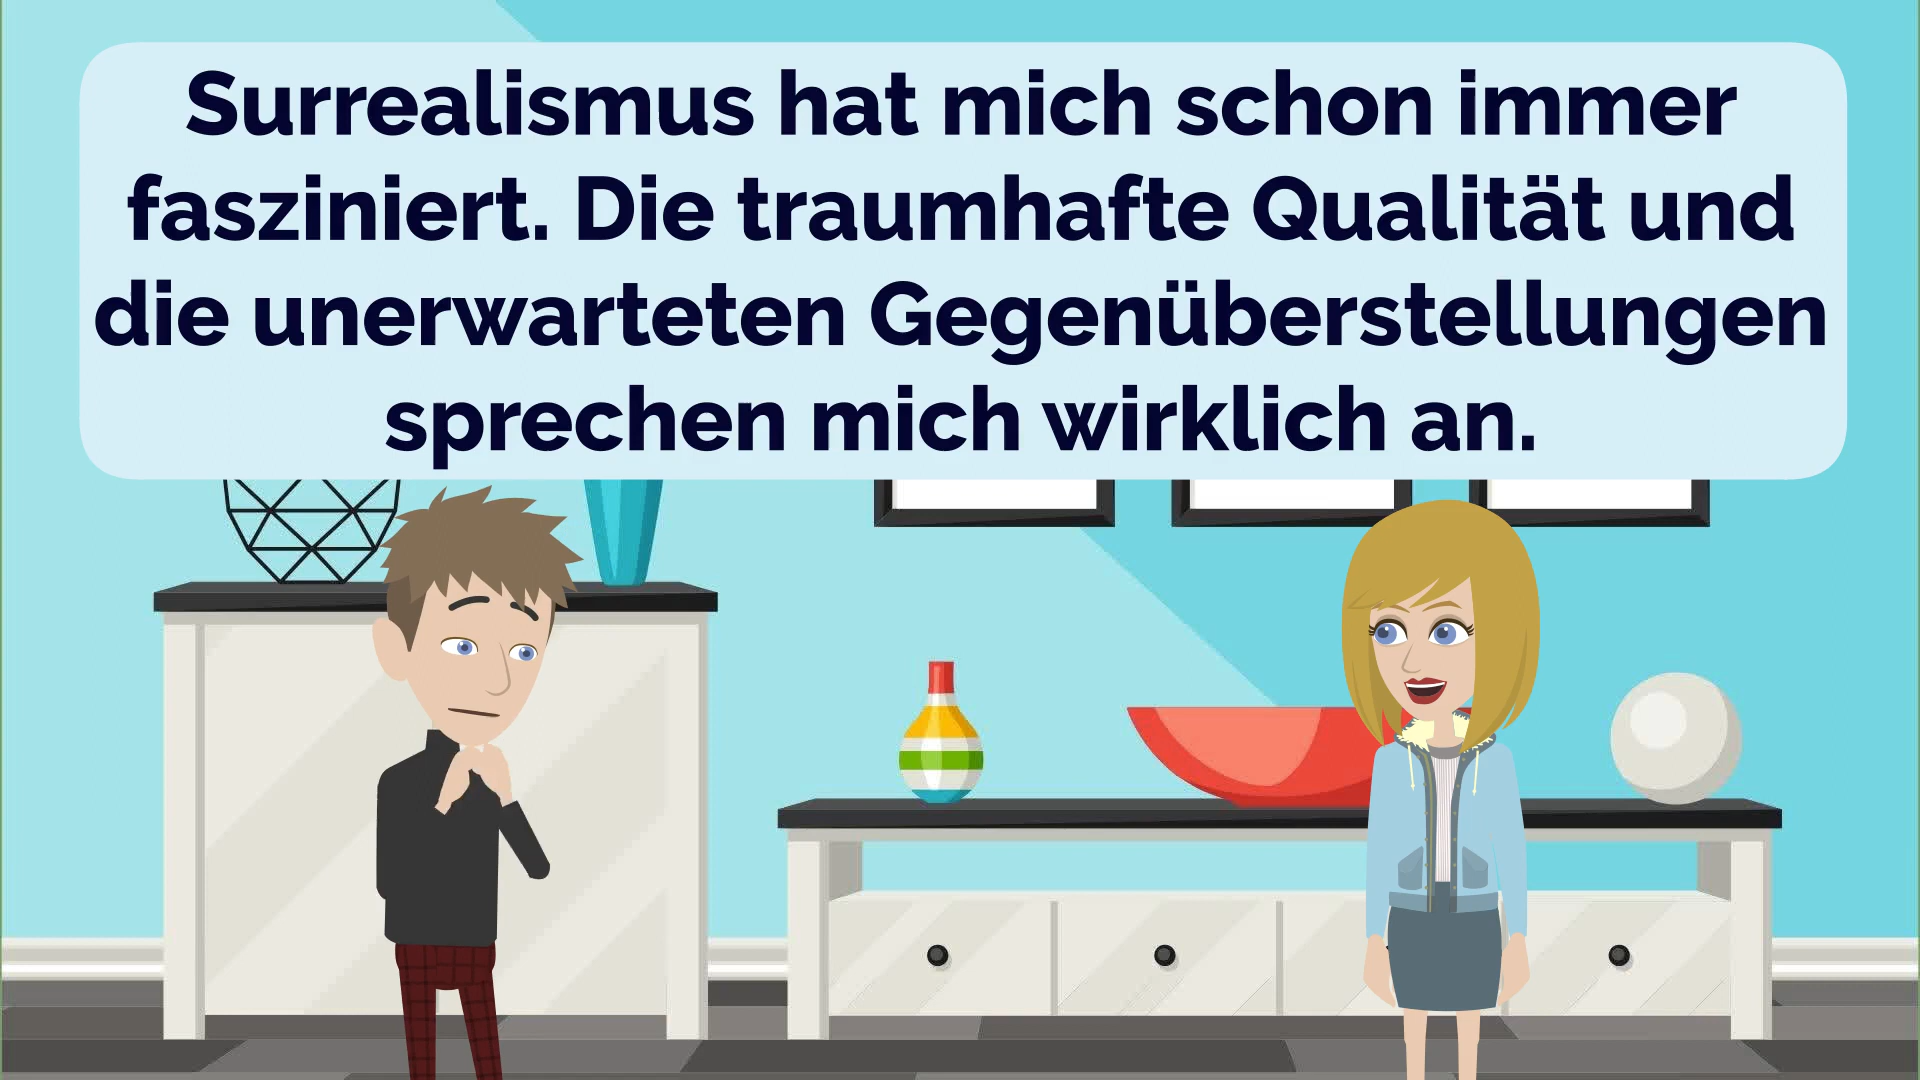 Surrealismus hat mich schon immer
fasziniert. Die traumhafte Qualität und
die unerwarteten Gegenüberstellungen
sprechen mich wirklich an.